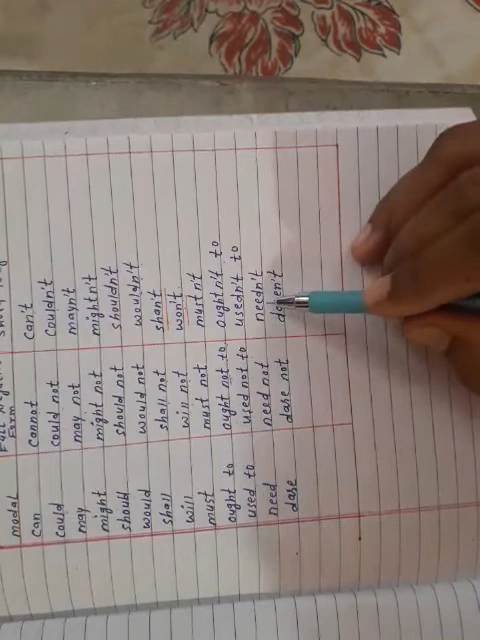 modal Full Negative Form Short Form
can cannot can't
could could not couldn't
may may not mayn't
might might not mightn't
should should not shouldn't
would would not wouldn't
shall shall not shan't
will will not won't
must must not mustn't
ought to ought not to oughtn't to
used to used not to usedn't to
need need not needn't
dare dare not daren't